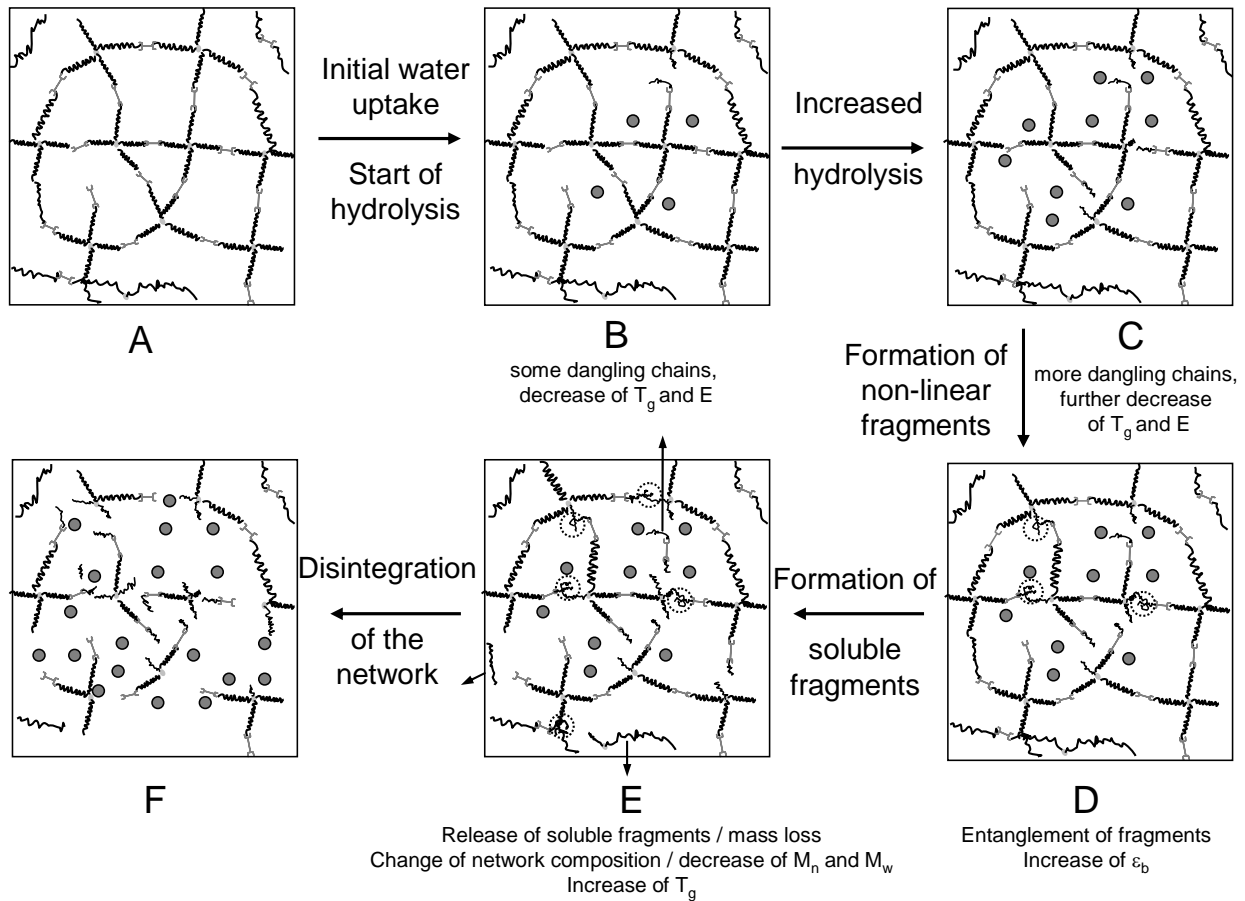 A
Initial water
uptake
Start of
hydrolysis
B
some dangling chains,
decrease of Tg and E
Increased
hydrolysis
C
more dangling chains,
further decrease
of Tg and E
Formation of
non-linear
fragments
D
Entanglement of fragments
Increase of εb
Formation of
soluble
fragments
E
Release of soluble fragments / mass loss
Change of network composition / decrease of Mn and Mw
Increase of Tg
Disintegration
of the
network
F